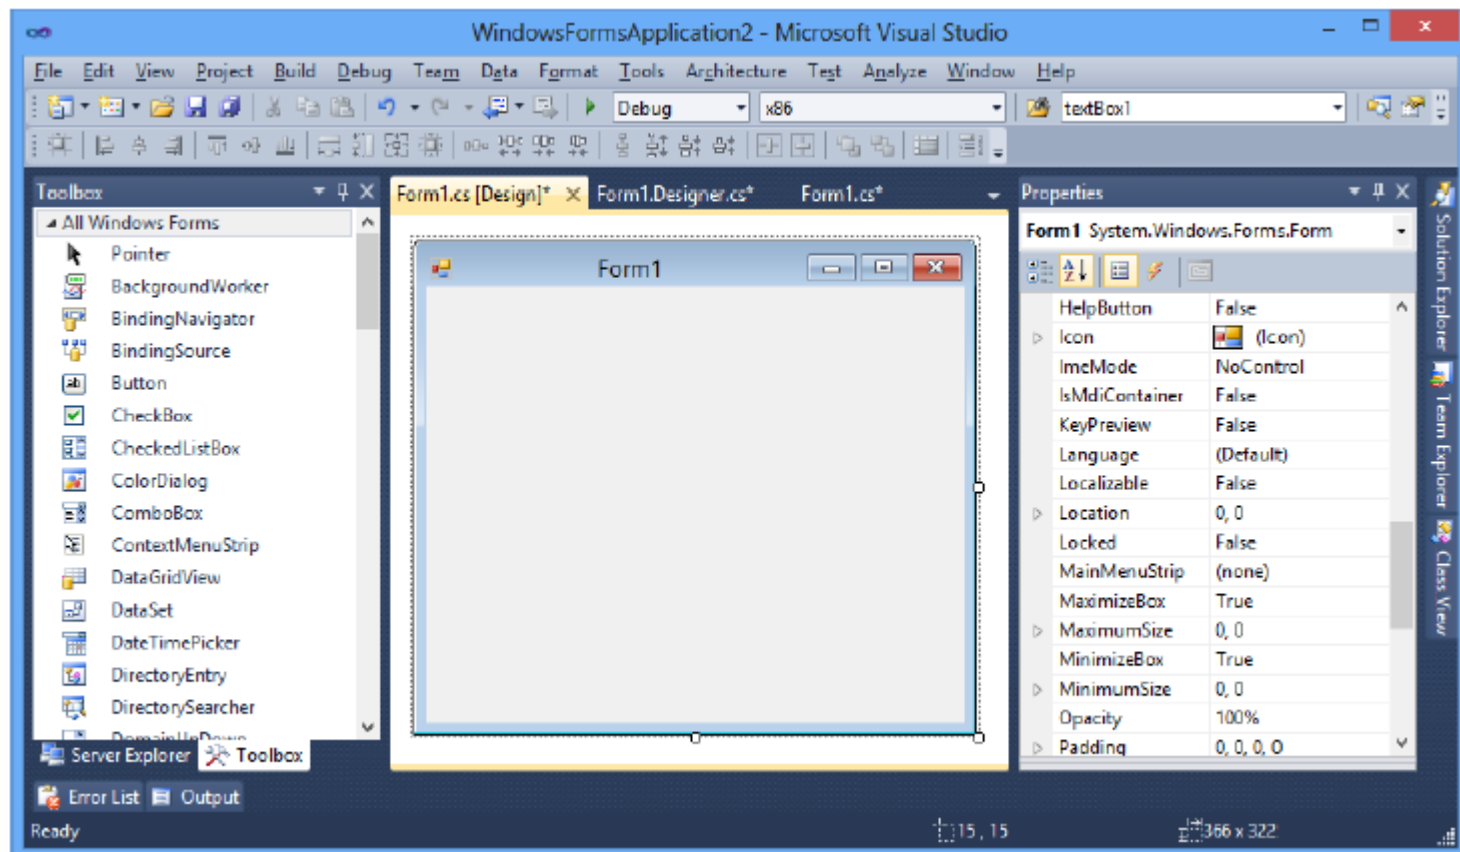 WindowsFormsApplication2 - Microsoft Visual Studio
File Edit View Project Build Debug Team Data Format Tools Architecture Test Analyze Window Help
Debug x86 textBox1
Toolbox
All Windows Forms
Pointer
BackgroundWorker
BindingNavigator
BindingSource
Button
CheckBox
CheckedListBox
ColorDialog
ComboBox
ContextMenuStrip
DataGridView
DataSet
DateTimePicker
DirectoryEntry
DirectorySearcher
DomainUpDown
Server Explorer Toolbox
Form1.cs [Design]* Form1.Designer.cs* Form1.cs*
Form1
Properties
Form1 System.Windows.Forms.Form
HelpButton False
Icon (Icon)
ImeMode NoControl
IsMdiContainer False
KeyPreview False
Language (Default)
Localizable False
Location 0, 0
Locked False
MainMenuStrip (none)
MaximizeBox True
MaximumSize 0, 0
MinimizeBox True
MinimumSize 0, 0
Opacity 100%
Padding 0, 0, 0, 0
Solution Explorer
Team Explorer
Class View
Error List Output
Ready 15 , 15 366 x 322